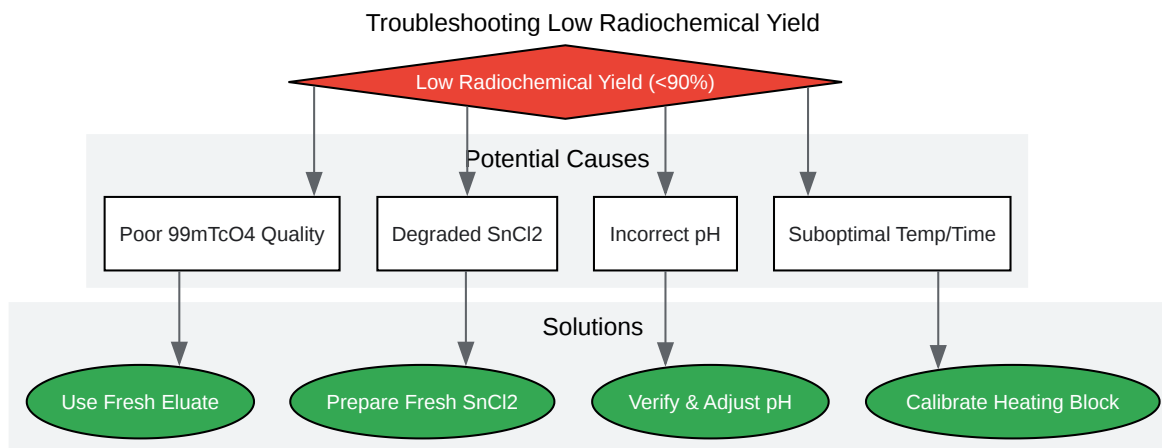 Troubleshooting Low Radiochemical Yield
Low Radiochemical Yield (<90%)
Potential Causes
Poor 99mTcO4 Quality
Degraded SnCl2
Incorrect pH
Suboptimal Temp/Time
Solutions
Use Fresh Eluate
Prepare Fresh SnCl2
Verify & Adjust pH
Calibrate Heating Block